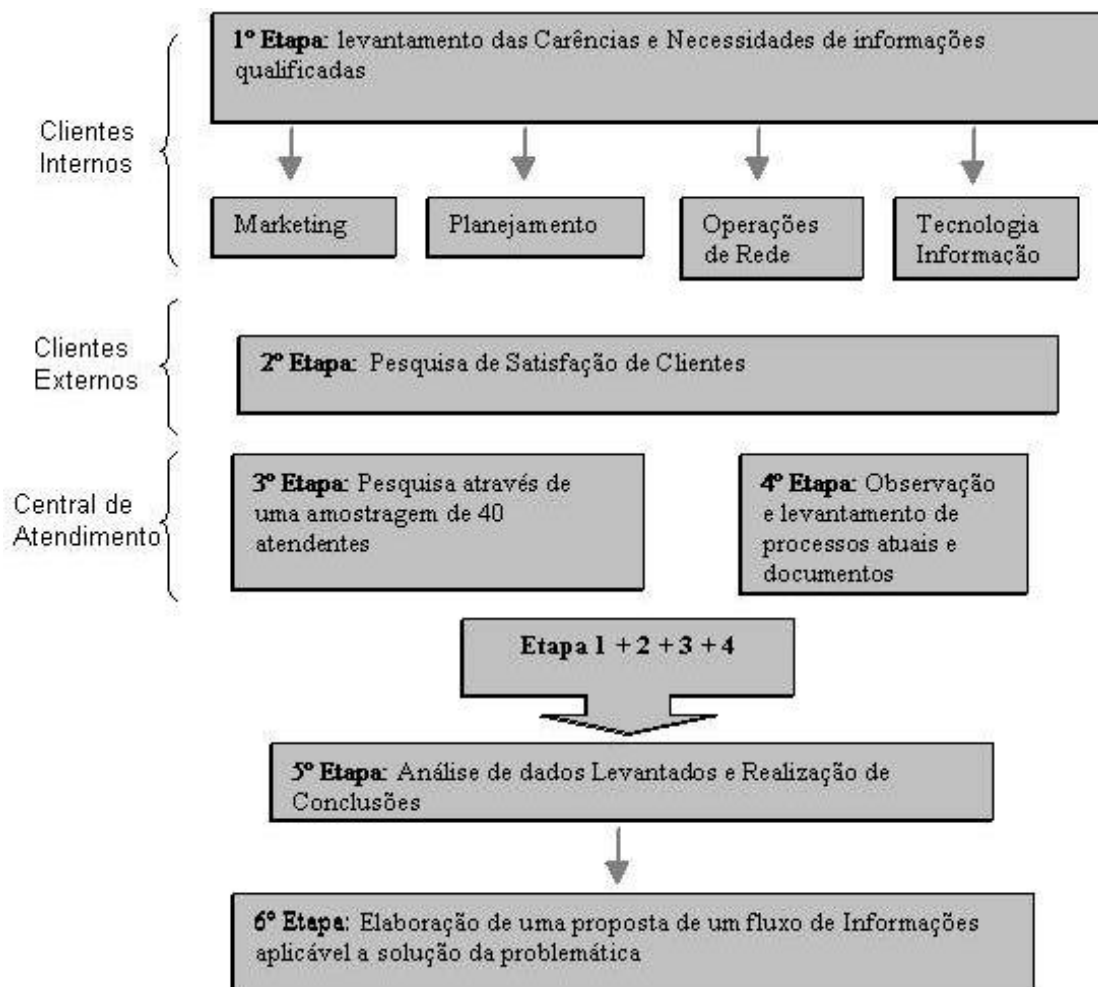 1º Etapa: levantamento das Carências e Necessidades de informações
qualificadas
Clientes
Internos
Marketing
Planejamento
Operações
de Rede
Tecnologia
Informação
Clientes
Externos
2º Etapa: Pesquisa de Satisfação de Clientes
Central de
Atendimento
3º Etapa: Pesquisa através de
uma amostragem de 40
atendentes
4º Etapa: Observação
e levantamento de
processos atuais e
documentos
Etapa 1 + 2 + 3 + 4
5º Etapa: Análise de dados Levantados e Realização de
Conclusões
6º Etapa: Elaboração de uma proposta de um fluxo de Informações
aplicável a solução da problemática